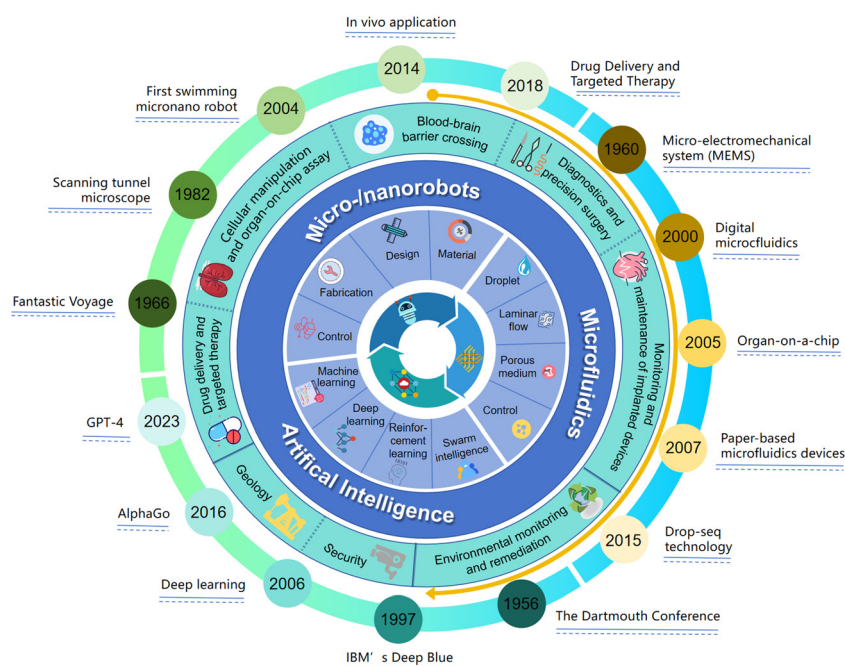 In vivo application
2014
2018
Drug Delivery and
Targeted Therapy
First swimming
micronano robot
2004
1960
Micro-electromechanical
system (MEMS)
Scanning tunnel
microscope
1982
2000
Digital
microfluidics
Fantastic Voyage
1966
2005
Organ-on-a-chip
GPT-4
2023
2007
Paper-based
microfluidics devices
AlphaGo
2016
2015
Drop-seq
technology
Deep learning
2006
1956
The Dartmouth Conference
1997
IBM's Deep Blue
Blood-brain
barrier crossing
Diagnostics and
precision surgery
Monitoring and
maintenance of implanted devices
Environmental monitoring
and remediation
Security
Geology
Drug delivery and
targeted therapy
Cellular manipulation
and organ-on-chip assay
Micro-/nanorobots
Microfluidics
Artifical Intelligence
Design
Material
Fabrication
Control
Droplet
Laminar
flow
Porous
medium
Control
Machine
learning
Deep
learning
Reinfor-
cement
learning
Swarm
intelligence